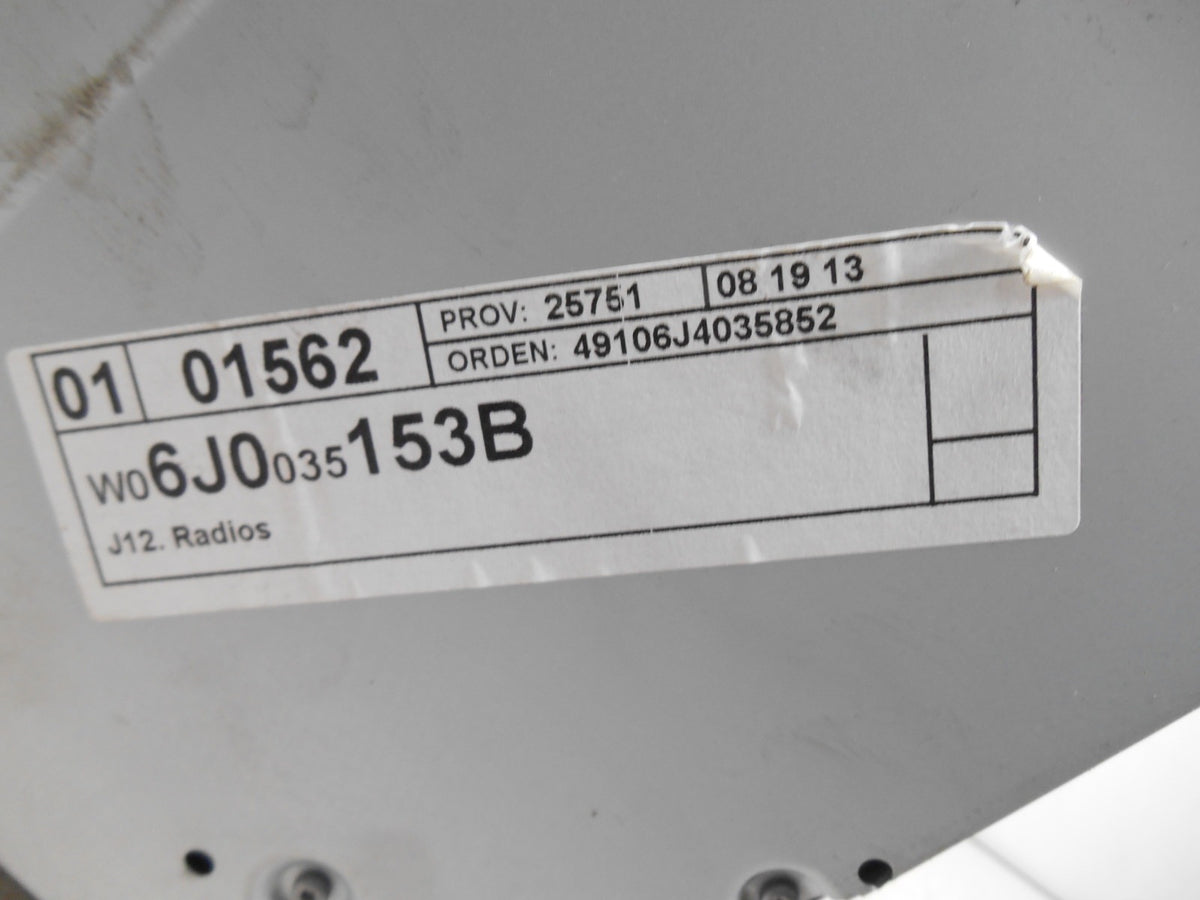 01 01562 PROV: 25751 08 19 13
ORDEN: 49106J4035852
W06J0035153B
J12. Radios